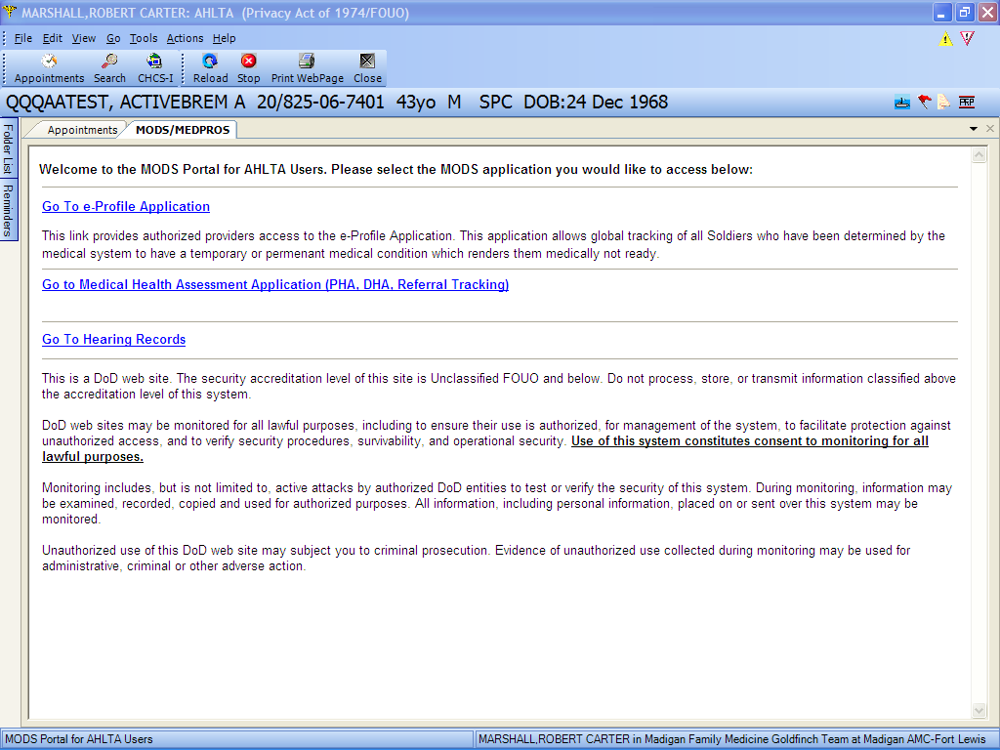 MARSHALL,ROBERT CARTER: AHLTA (Privacy Act of 1974/FOUO)
File Edit View Go Tools Actions Help
Appointments Search CHCS-I Reload Stop Print WebPage Close
QQQAATEST, ACTIVEBREM A 20/825-06-7401 43yo M SPC DOB:24 Dec 1968
PRP
Folder List
Reminders
Appointments MODS/MEDPROS
Welcome to the MODS Portal for AHLTA Users. Please select the MODS application you would like to access below:
Go To e-Profile Application
This link provides authorized providers access to the e-Profile Application. This application allows global tracking of all Soldiers who have been determined by the
medical system to have a temporary or permenant medical condition which renders them medically not ready.
Go to Medical Health Assessment Application (PHA, DHA, Referral Tracking)
Go To Hearing Records
This is a DoD web site. The security accreditation level of this site is Unclassified FOUO and below. Do not process, store, or transmit information classified above
the accreditation level of this system.
DoD web sites may be monitored for all lawful purposes, including to ensure their use is authorized, for management of the system, to facilitate protection against
unauthorized access, and to verify security procedures, survivability, and operational security. Use of this system constitutes consent to monitoring for all
lawful purposes.
Monitoring includes, but is not limited to, active attacks by authorized DoD entities to test or verify the security of this system. During monitoring, information may
be examined, recorded, copied and used for authorized purposes. All information, including personal information, placed on or sent over this system may be
monitored.
Unauthorized use of this DoD web site may subject you to criminal prosecution. Evidence of unauthorized use collected during monitoring may be used for
administrative, criminal or other adverse action.
MODS Portal for AHLTA Users
MARSHALL,ROBERT CARTER in Madigan Family Medicine Goldfinch Team at Madigan AMC-Fort Lewis